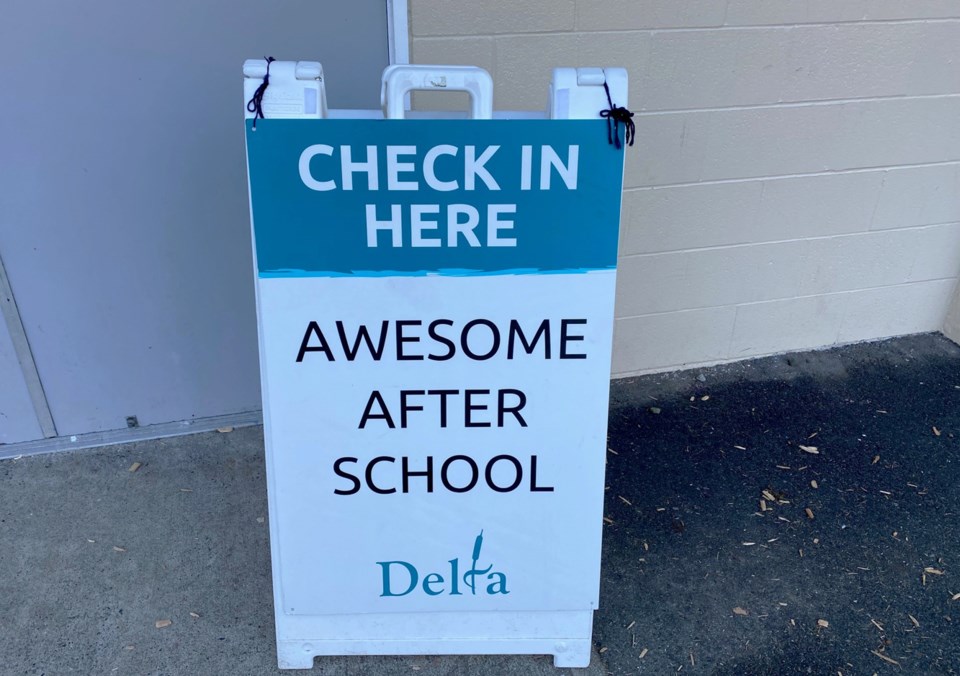 CHECK IN
HERE
AWESOME
AFTER
SCHOOL
Delta